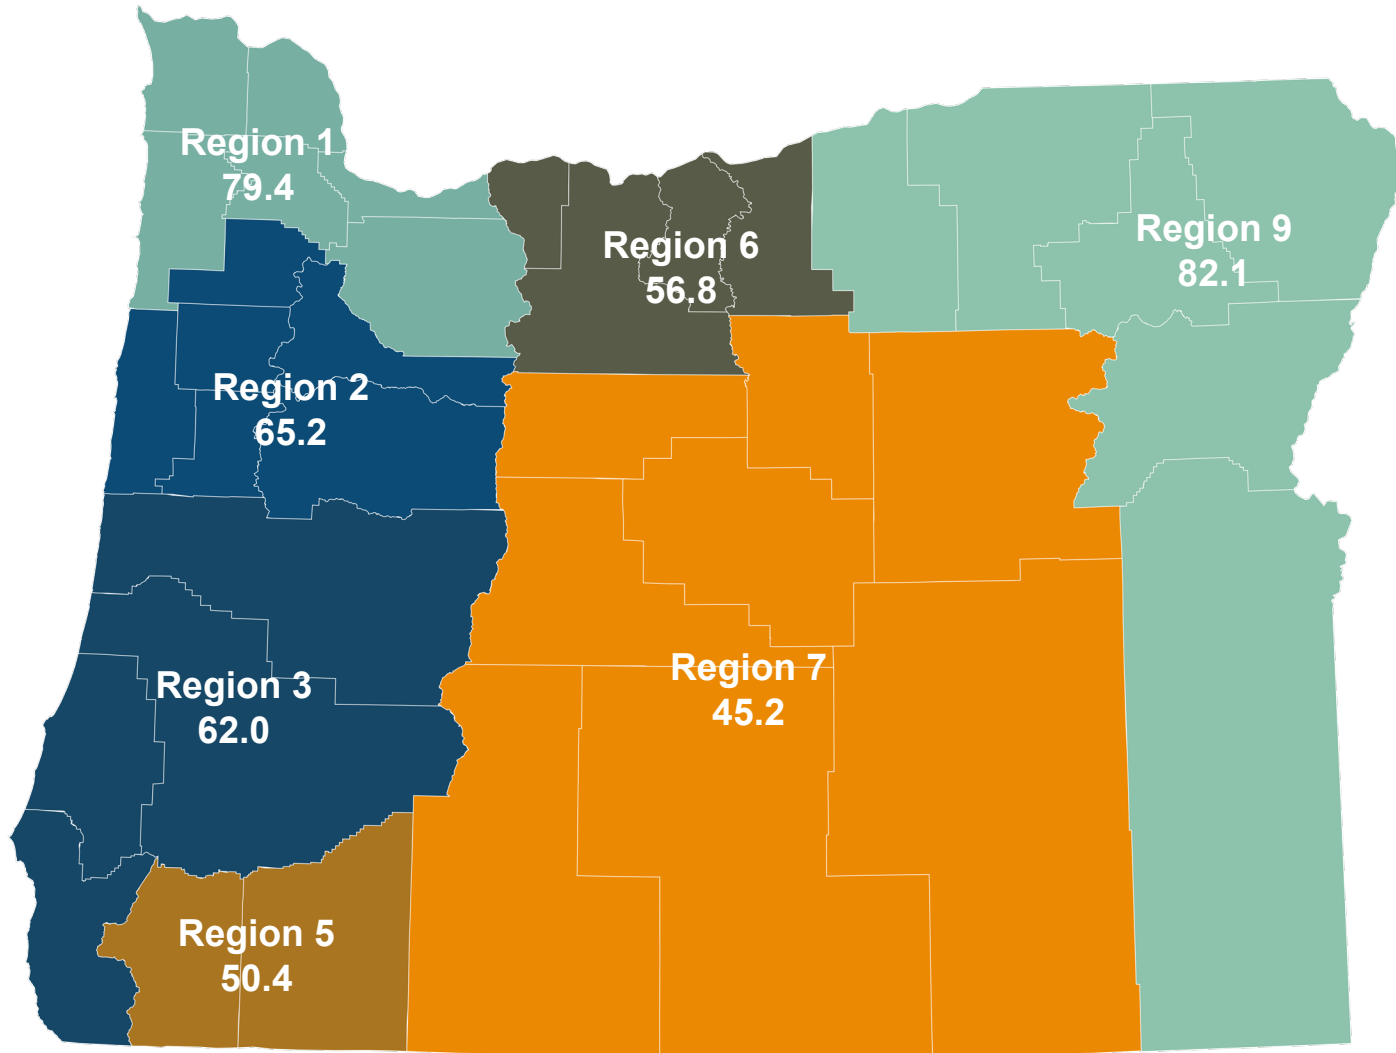 Region 1
79.4
Region 9
82.1
Region 6
56.8
Region 2
65.2
Region 7
45.2
Region 3
62.0
Region 5
50.4